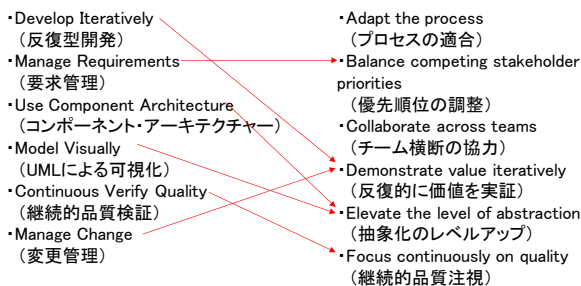 ・Develop Iteratively
（反復型開発）
・Manage Requirements
（要求管理）
・Use Component Architecture
（コンポーネント・アーキテクチャー）
・Model Visually
（UMLによる可視化）
・Continuous Verify Quality
（継続的品質検証）
・Manage Change
（変更管理）
・Adapt the process
（プロセスの適合）
・Balance competing stakeholder
priorities
（優先順位の調整）
・Collaborate across teams
（チーム横断の協力）
・Demonstrate value iteratively
（反復的に価値を実証）
・Elevate the level of abstraction
（抽象化のレベルアップ）
・Focus continuously on quality
（継続的品質注視）